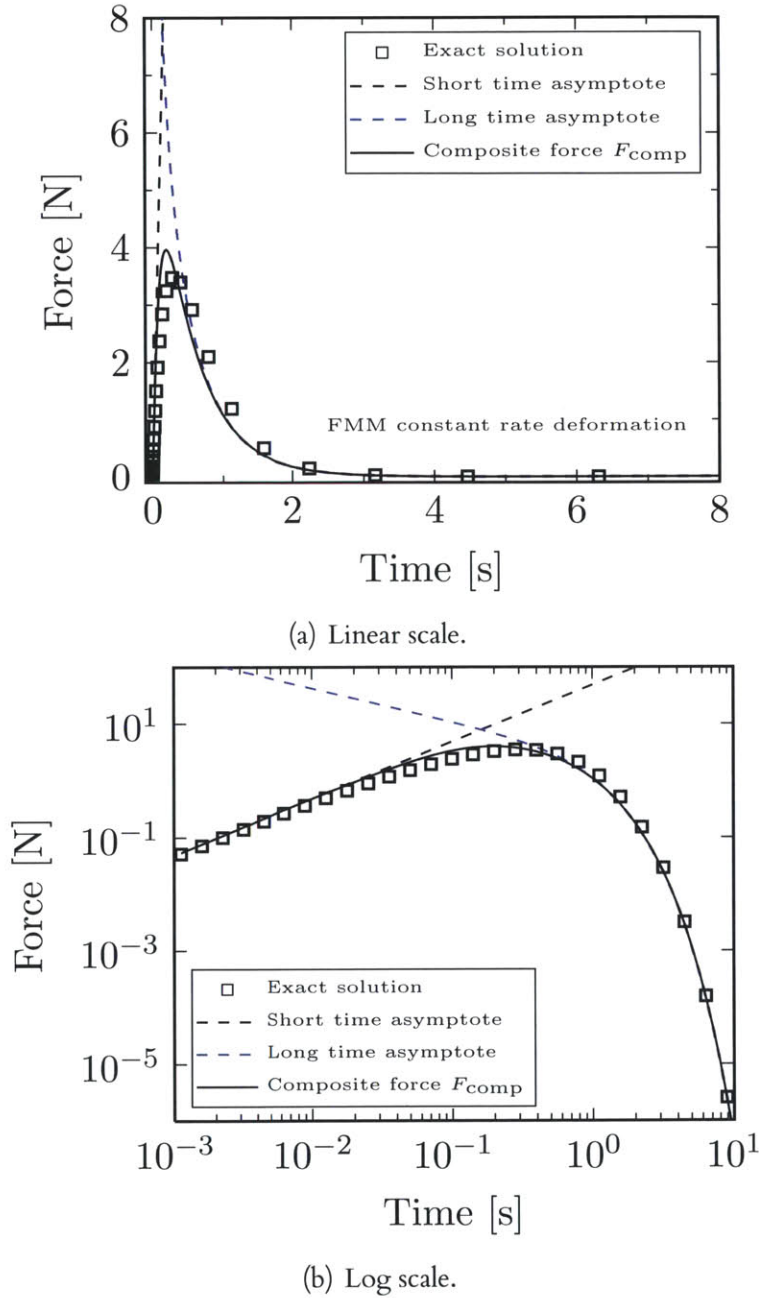 8
6
4
2
0
Force [N]
Exact solution
Short time asymptote
Long time asymptote
Composite force F_comp
FMM constant rate deformation
0 2 4 6 8
Time [s]
(a) Linear scale.
10^1
10^−1
10^−3
10^−5
Force [N]
Exact solution
Short time asymptote
Long time asymptote
Composite force F_comp
10^−3 10^−2 10^−1 10^0 10^1
Time [s]
(b) Log scale.